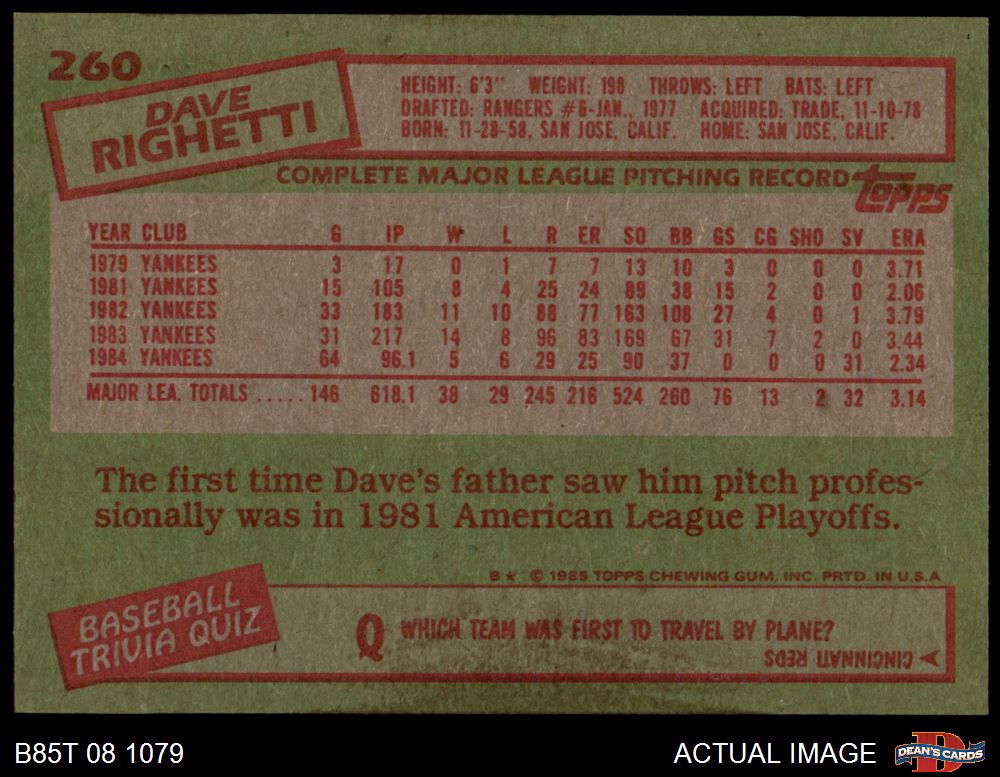 260
DAVE
RIGHETTI
HEIGHT: 6'3" WEIGHT: 198 THROWS: LEFT BATS: LEFT
DRAFTED: RANGERS #6-JAN., 1977 ACQUIRED: TRADE, 11-10-78
BORN: 11-28-58, SAN JOSE, CALIF. HOME: SAN JOSE, CALIF.
COMPLETE MAJOR LEAGUE PITCHING RECORD topps
YEAR CLUB G IP W L R ER SO BB GS CG SHO SV ERA
1979 YANKEES 3 17 0 1 7 7 13 10 3 0 0 0 3.71
1981 YANKEES 15 105 8 4 25 24 89 38 15 2 0 0 2.06
1982 YANKEES 33 183 11 10 88 77 163 108 27 4 0 1 3.79
1983 YANKEES 31 217 14 8 96 83 169 67 31 7 2 0 3.44
1984 YANKEES 64 96.1 5 6 29 25 90 37 0 0 0 31 2.34
MAJOR LEA. TOTALS .....146 618.1 38 29 245 216 524 260 76 13 2 32 3.14
The first time Dave's father saw him pitch profes-
sionally was in 1981 American League Playoffs.
B★ © 1985 TOPPS CHEWING GUM, INC. PRTD. IN U.S.A
BASEBALL
TRIVIA QUIZ
Q WHICH TEAM WAS FIRST TO TRAVEL BY PLANE?
CINCINNATI REDS
B85T 08 1079
ACTUAL IMAGE
D
DEAN'S CARDS